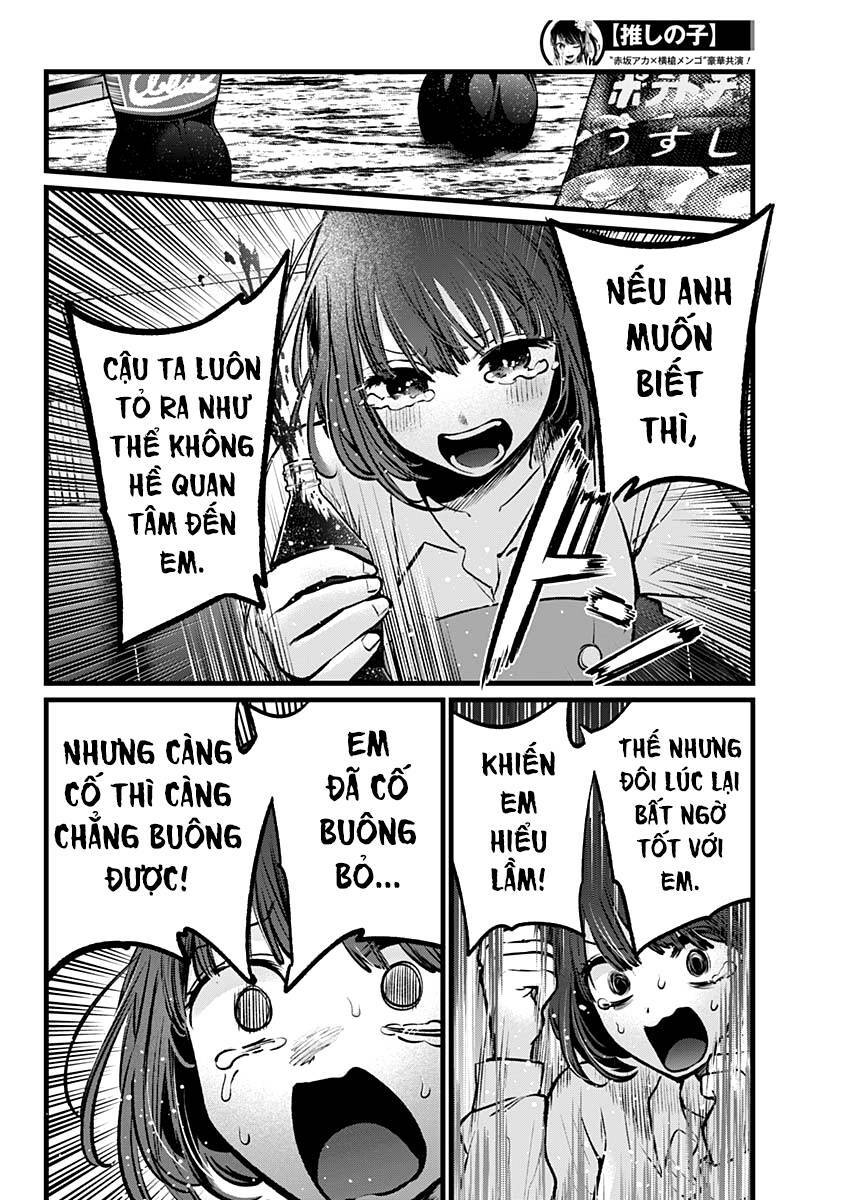 【推しの子】
"赤坂アカ×横槍メンゴ"豪華共演！
ポテトチ
うすし
NẾU ANH
MUỐN
BIẾT
THÌ,
CẬU TA LUÔN
TỎ RA NHƯ
THỂ KHÔNG
HỀ QUAN
TÂM ĐẾN
EM.
THẾ NHƯNG
ĐÔI LÚC LẠI
BẤT NGỜ
TỐT VỚI
EM.
KHIẾN
EM
HIỂU
LẦM!
EM
ĐÃ CỐ
BUÔNG
BỎ...
NHƯNG CÀNG
CỐ THÌ CÀNG
CHẲNG BUÔNG
ĐƯỢC!